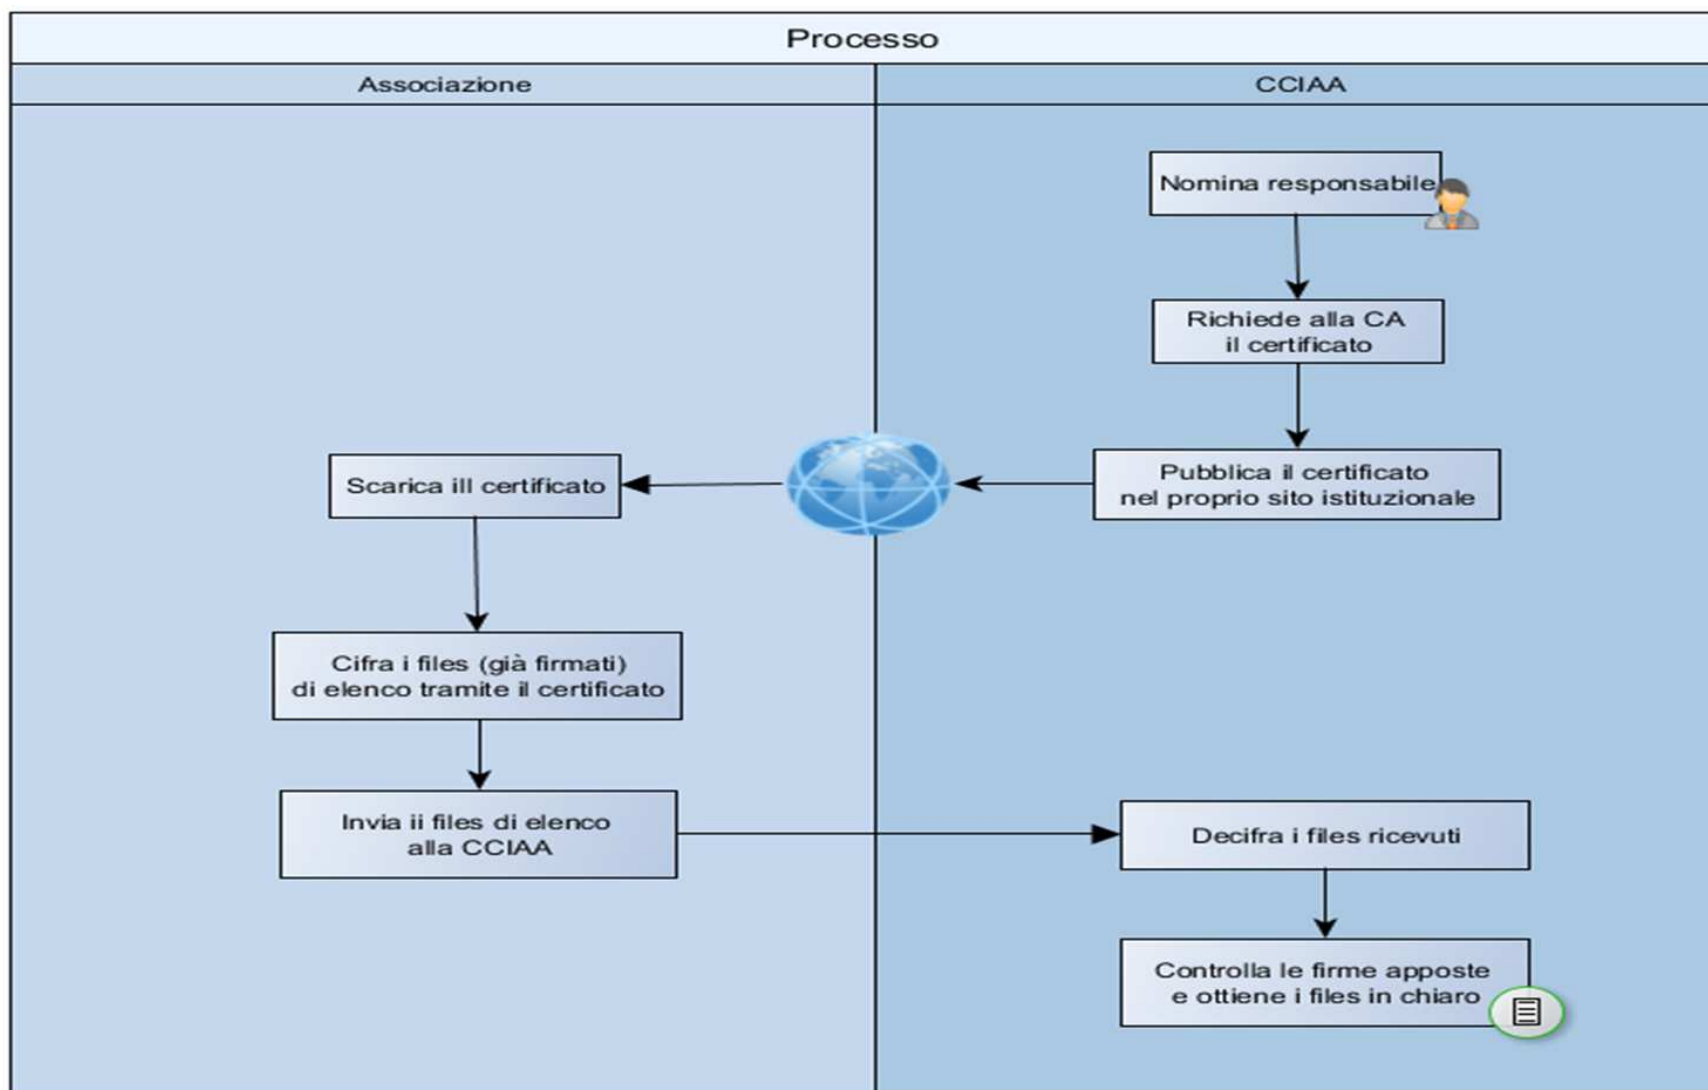 Processo
Associazione
CCIAA
Nomina responsabile
Richiede alla CA
il certificato
Pubblica il certificato
nel proprio sito istituzionale
Scarica ill certificato
Cifra i files (già firmati)
di elenco tramite il certificato
Invia ii files di elenco
alla CCIAA
Decifra i files ricevuti
Controlla le firme apposte
e ottiene i files in chiaro